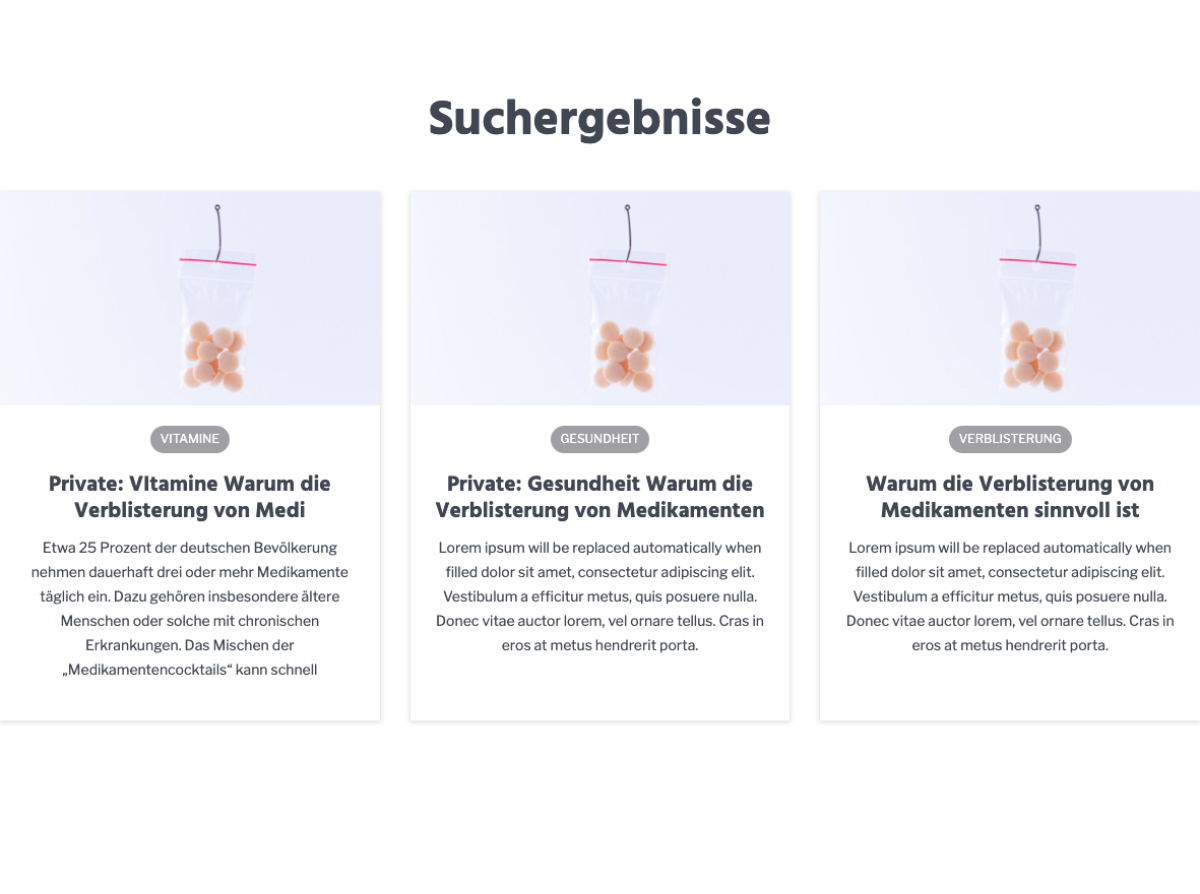 Suchergebnisse
VITAMINE
Private: VItamine Warum die
Verblisterung von Medi
Etwa 25 Prozent der deutschen Bevölkerung
nehmen dauerhaft drei oder mehr Medikamente
täglich ein. Dazu gehören insbesondere ältere
Menschen oder solche mit chronischen
Erkrankungen. Das Mischen der
„Medikamentencocktails“ kann schnell
GESUNDHEIT
Private: Gesundheit Warum die
Verblisterung von Medikamenten
Lorem ipsum will be replaced automatically when
filled dolor sit amet, consectetur adipiscing elit.
Vestibulum a efficitur metus, quis posuere nulla.
Donec vitae auctor lorem, vel ornare tellus. Cras in
eros at metus hendrerit porta.
VERBLISTERUNG
Warum die Verblisterung von
Medikamenten sinnvoll ist
Lorem ipsum will be replaced automatically when
filled dolor sit amet, consectetur adipiscing elit.
Vestibulum a efficitur metus, quis posuere nulla.
Donec vitae auctor lorem, vel ornare tellus. Cras in
eros at metus hendrerit porta.